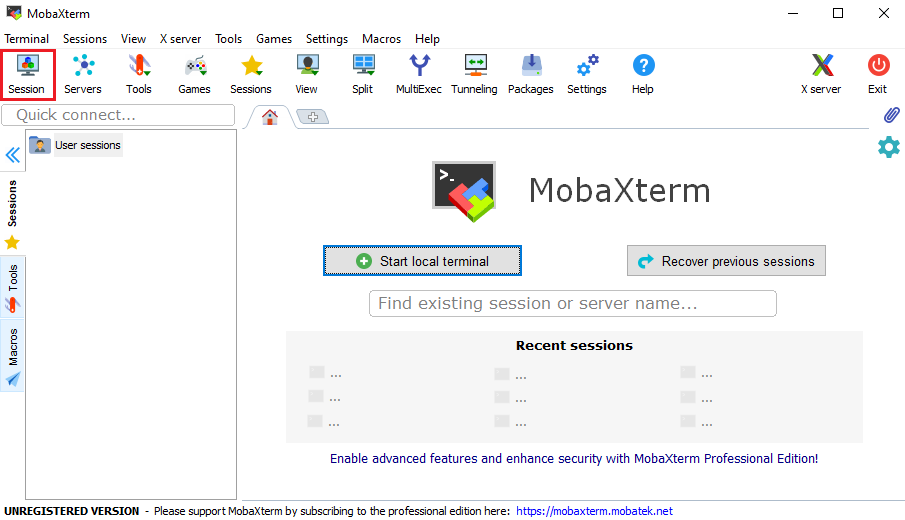 MobaXterm
Terminal Sessions View X server Tools Games Settings Macros Help
Session Servers Tools Games Sessions View Split MultiExec Tunneling Packages Settings Help X server Exit
Quick connect...
User sessions
Sessions
Tools
Macros
>_
MobaXterm
Start local terminal Recover previous sessions
Find existing session or server name...
Recent sessions
... ... ...
... ... ...
... ... ...
Enable advanced features and enhance security with MobaXterm Professional Edition!
UNREGISTERED VERSION - Please support MobaXterm by subscribing to the professional edition here: https://mobaxterm.mobatek.net